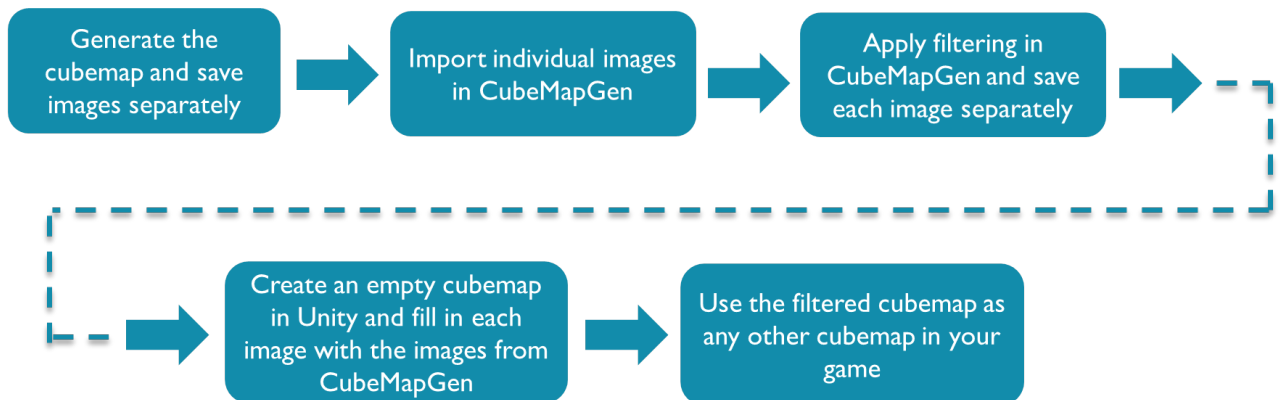 Generate the
cubemap and save
images separately
Import individual images
in CubeMapGen
Apply filtering in
CubeMapGen and save
each image separately
Create an empty cubemap
in Unity and fill in each
image with the images from
CubeMapGen
Use the filtered cubemap as
any other cubemap in your
game